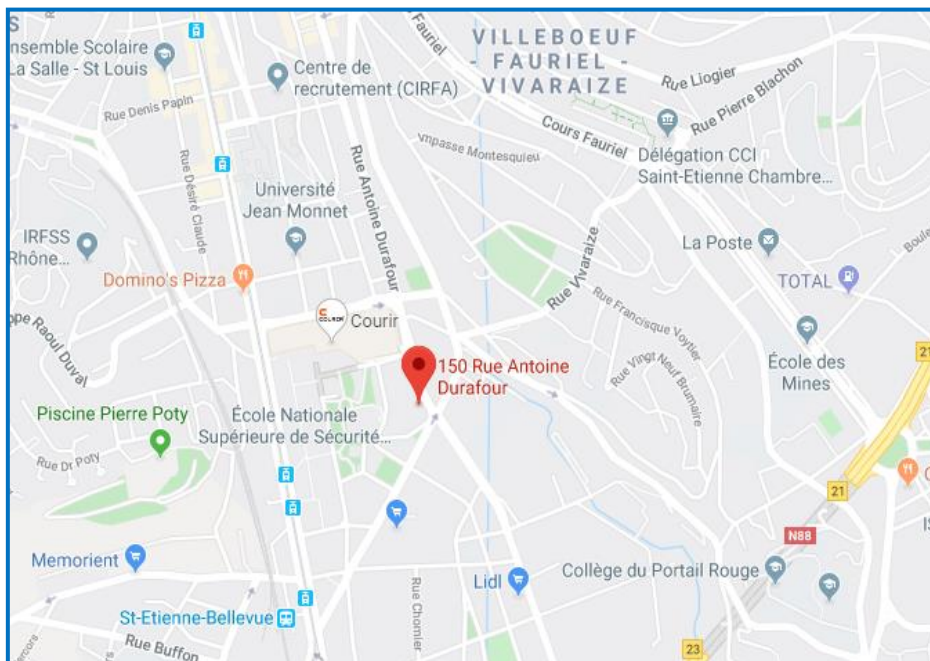 S
nsemble Scolaire
La Salle - St Louis
Rue Denis Papin
Centre de
recrutement (CIRFA)
Fauriel
VILLEBOEUF
- FAURIEL -
VIVARAIZE
Rue Liogier
Rue Pierre Blachon
Cours Fauriel
mpasse Montesquieu
Délégation CCI
Saint-Etienne Chambre...
Rue Désiré Claude
Rue Antoine Durafour
Université
Jean Monnet
IRFSS
Rhône...
Domino's Pizza
La Poste
Boule
TOTAL
Rue Vivaraize
Rue Francisque Voytier
COURIR
Courir
ppe Raoul Duval
École des
Mines
21
150 Rue Antoine
Durafour
Rue Vingt Neuf Brumaire
Piscine Pierre Poty
École Nationale
Supérieure de Sécurité...
Rue Dr Poty
C
21
IS
N88
Memorient
Lidl
Collège du Portail Rouge
Rue Chomier
St-Etienne-Bellevue
Rue Buffon
23